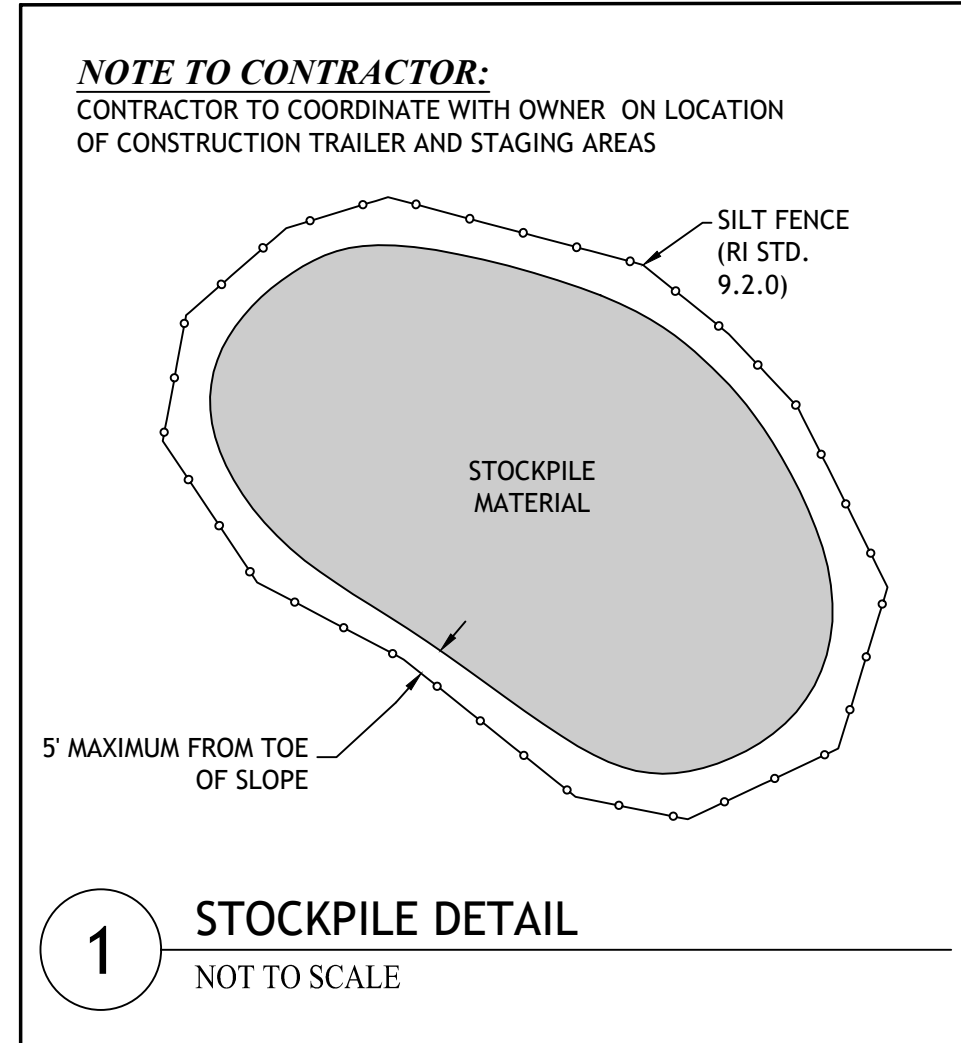 NOTE TO CONTRACTOR:
CONTRACTOR TO COORDINATE WITH OWNER ON LOCATION
OF CONSTRUCTION TRAILER AND STAGING AREAS
SILT FENCE
(RI STD.
9.2.0)
STOCKPILE
MATERIAL
5' MAXIMUM FROM TOE
OF SLOPE
1
STOCKPILE DETAIL
NOT TO SCALE